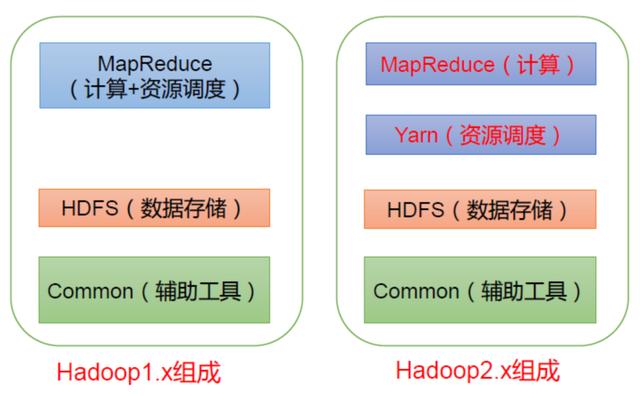 MapReduce
（计算+资源调度）
HDFS（数据存储）
Common（辅助工具）
Hadoop1.x组成
MapReduce（计算）
Yarn（资源调度）
HDFS（数据存储）
Common（辅助工具）
Hadoop2.x组成